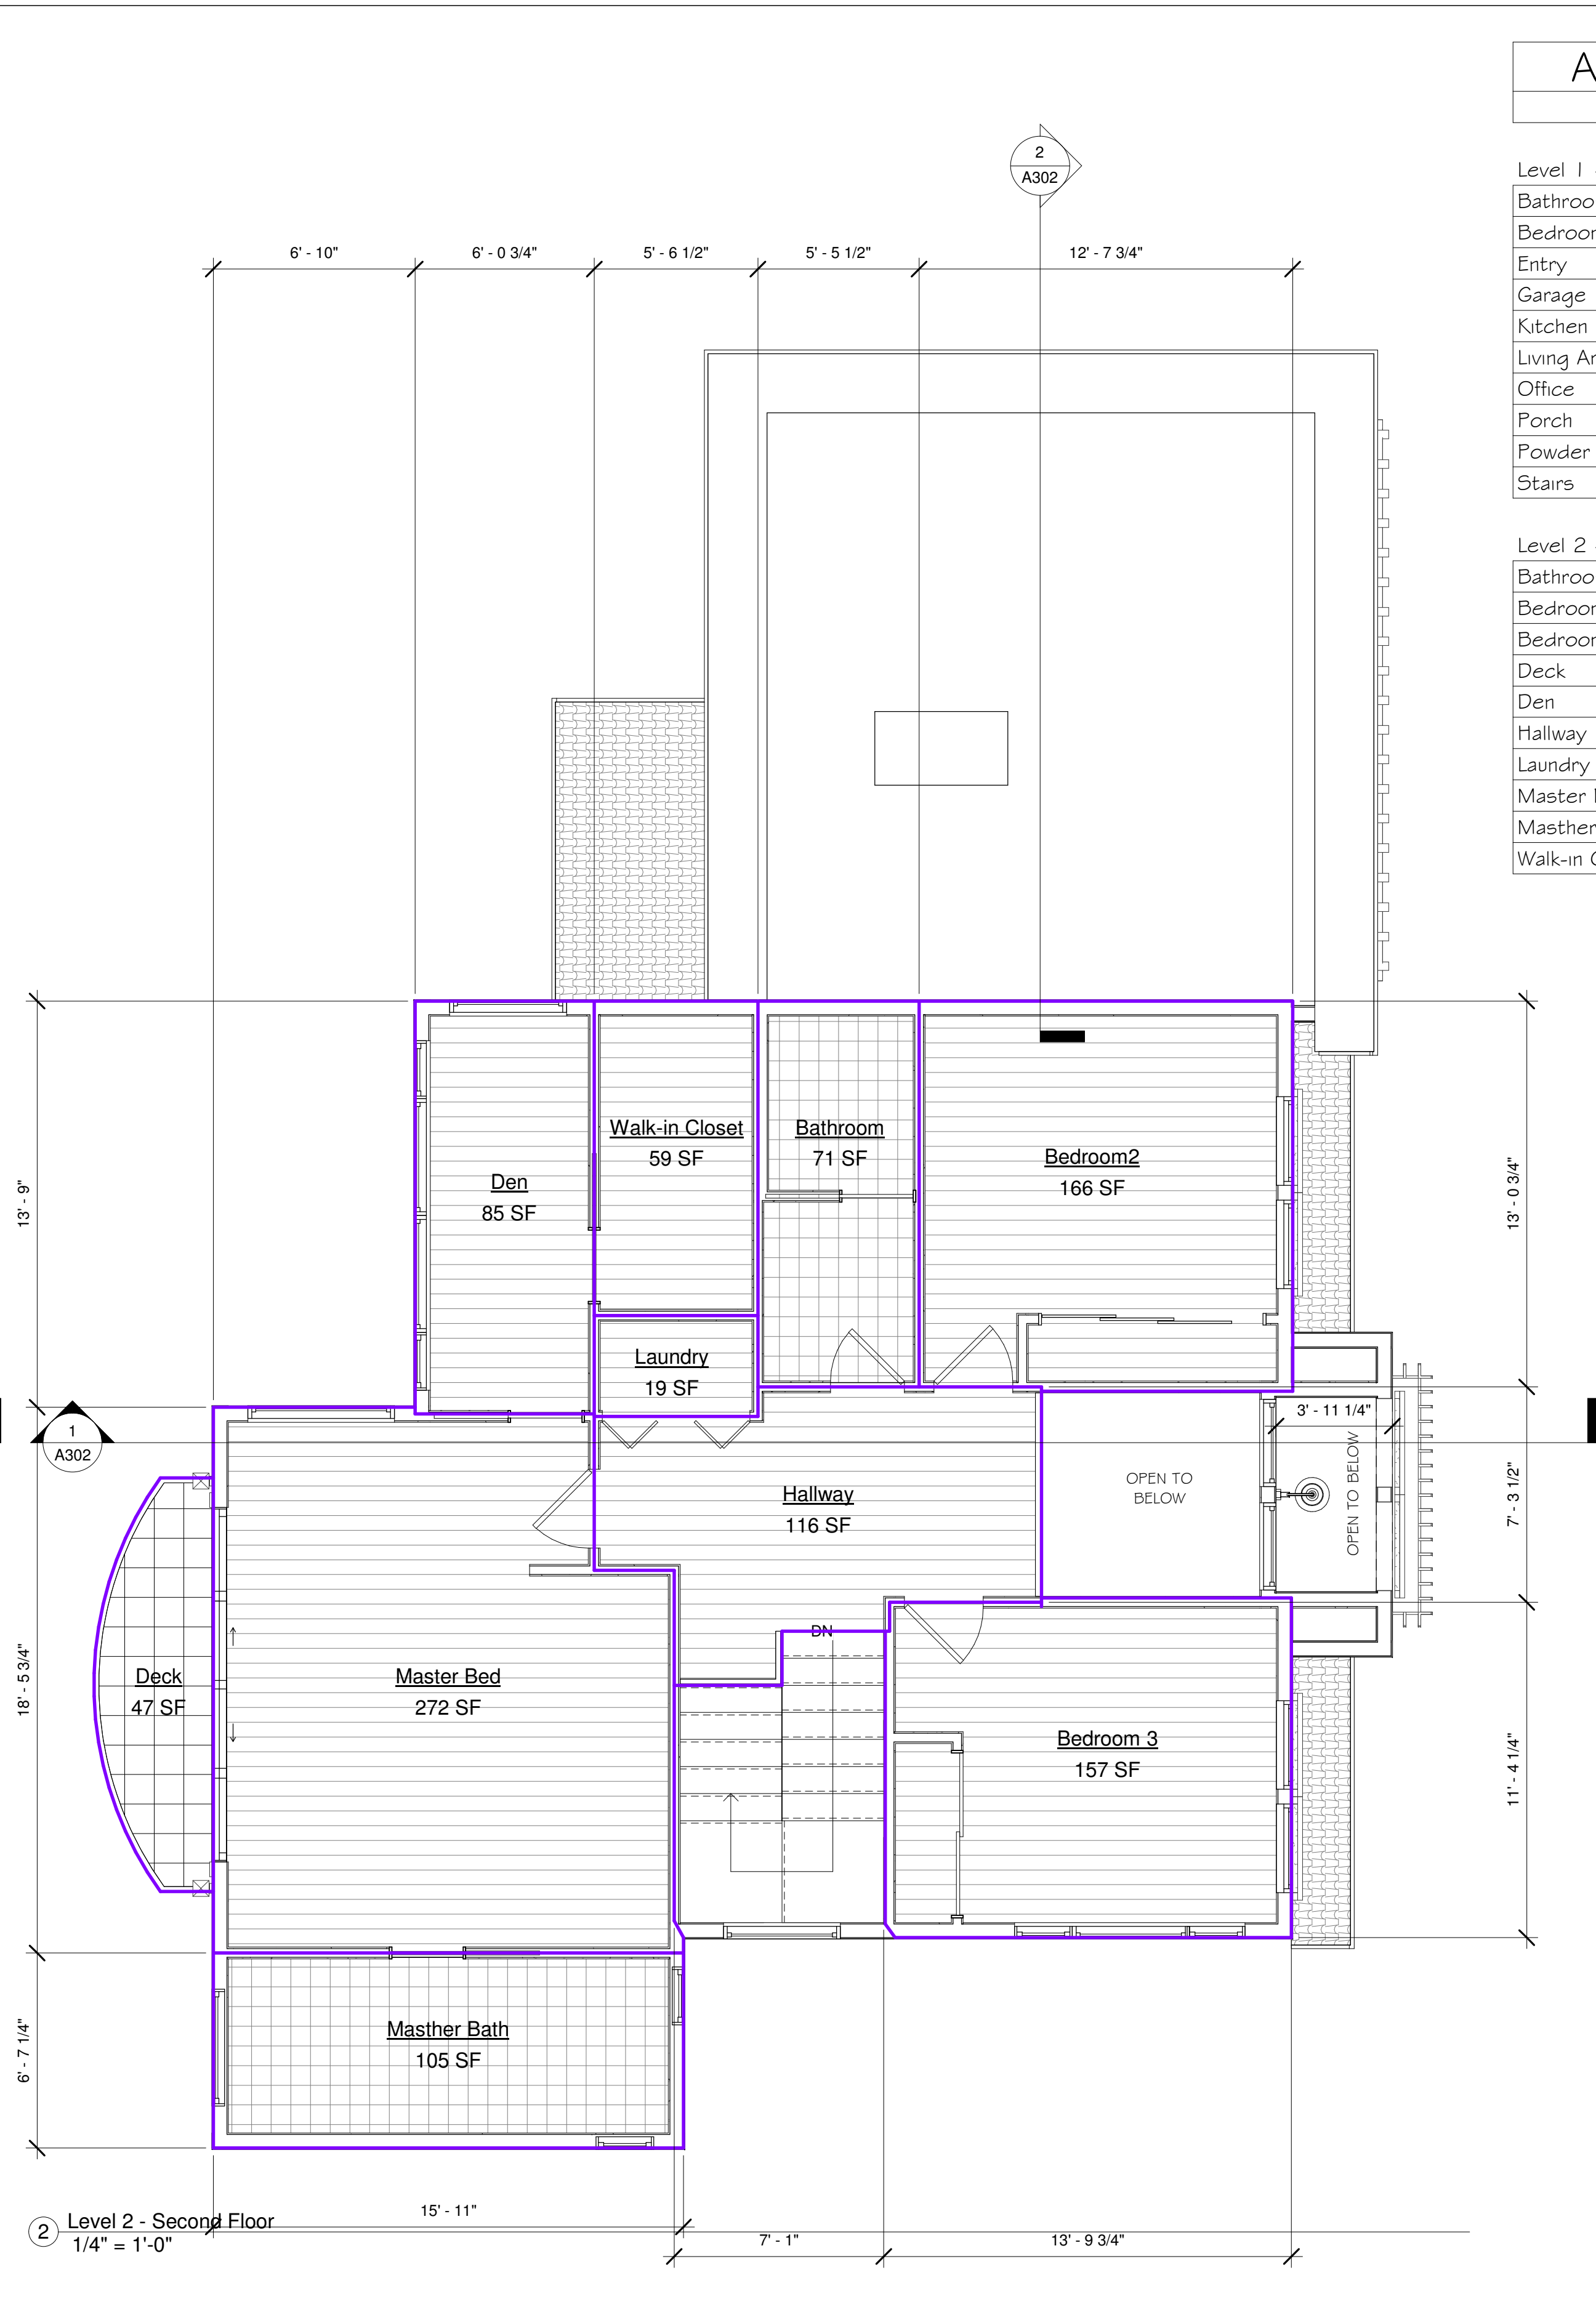 A
2
A302
Level 1
Bathroo
Bedroom
Entry
Garage
Kitchen
Living Ar
Office
Porch
Powder
Stairs
Level 2
Bathroo
Bedroom
Bedroom
Deck
Den
Hallway
Laundry
Master
Masther
Walk-in
6' - 10"
6' - 0 3/4"
5' - 6 1/2"
5' - 5 1/2"
12' - 7 3/4"
13' - 9"
18' - 5 3/4"
6' - 7 1/4"
13' - 0 3/4"
7' - 3 1/2"
11' - 4 1/4"
3' - 11 1/4"
Den
85 SF
Walk-in Closet
59 SF
Bathroom
71 SF
Bedroom2
166 SF
Laundry
19 SF
1
A302
Hallway
116 SF
OPEN TO
BELOW
OPEN TO BELOW
DN
Deck
47 SF
Master Bed
272 SF
Bedroom 3
157 SF
Masther Bath
105 SF
15' - 11"
7' - 1"
13' - 9 3/4"
2
Level 2 - Second Floor
1/4" = 1'-0"